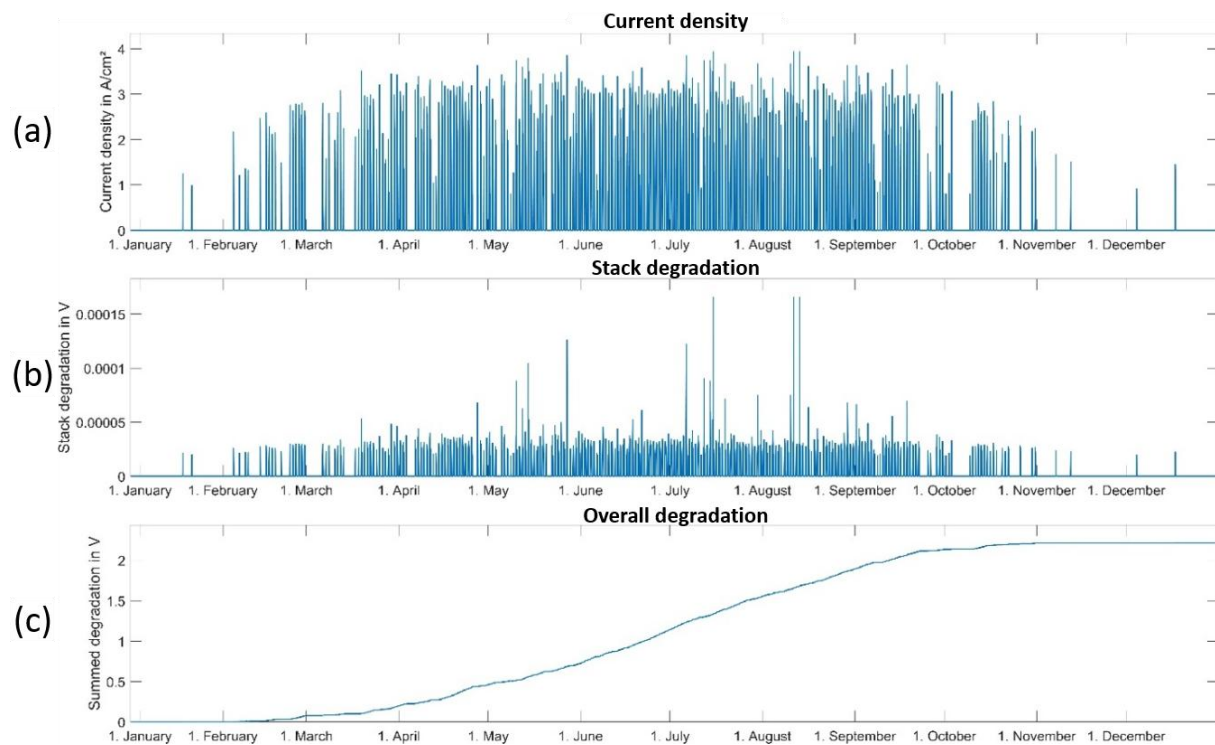 Current density
(a)
Current density in A/cm²
4
3
2
1
0
1. January 1. February 1. March 1. April 1. May 1. June 1. July 1. August 1. September 1. October 1. November 1. December
Stack degradation
(b)
Stack degradation in V
0.00015
0.0001
0.00005
0
1. January 1. February 1. March 1. April 1. May 1. June 1. July 1. August 1. September 1. October 1. November 1. December
Overall degradation
(c)
Summed degradation in V
2
1.5
1
0.5
0
1. January 1. February 1. March 1. April 1. May 1. June 1. July 1. August 1. September 1. October 1. November 1. December